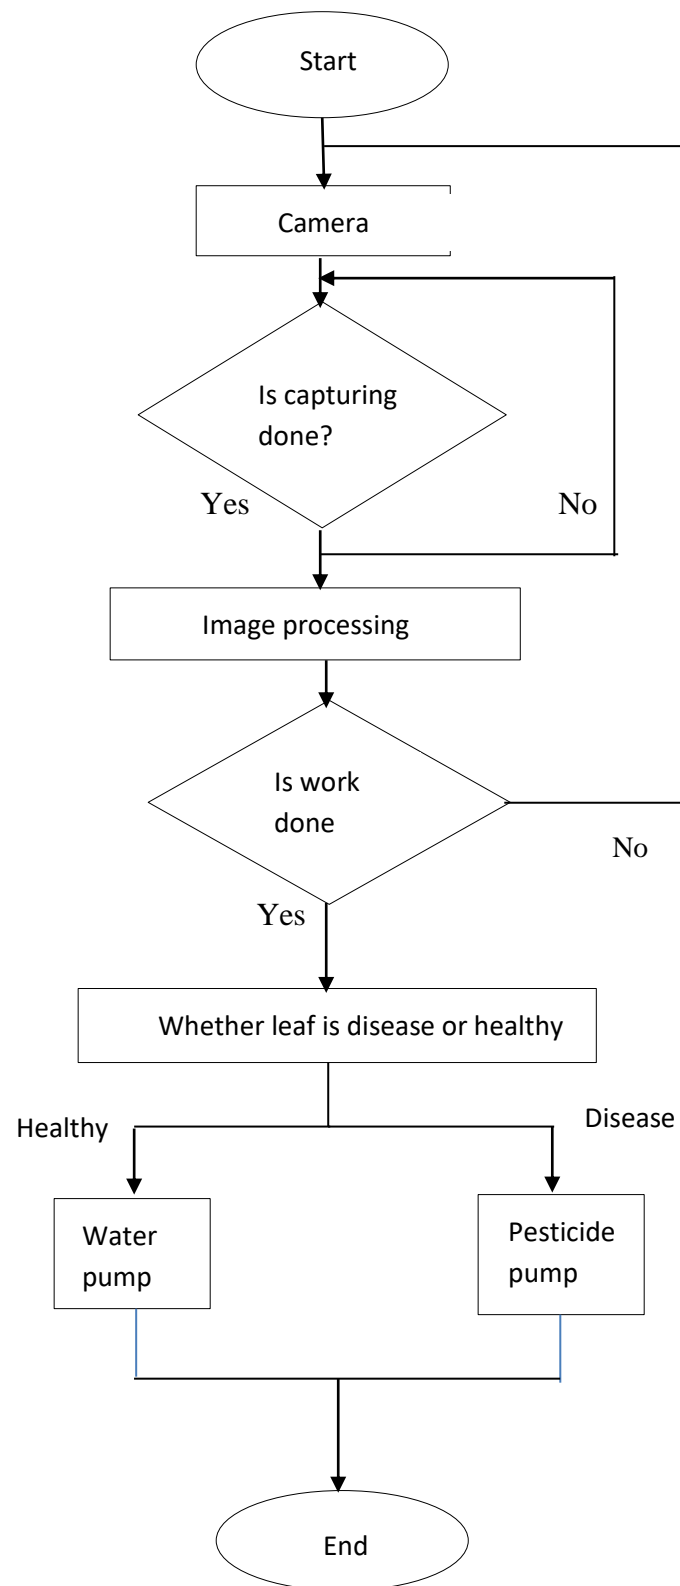 Start
Camera
Is capturing
done?
Yes
No
Image processing
Is work
done
No
Yes
Whether leaf is disease or healthy
Healthy
Disease
Water
pump
Pesticide
pump
End